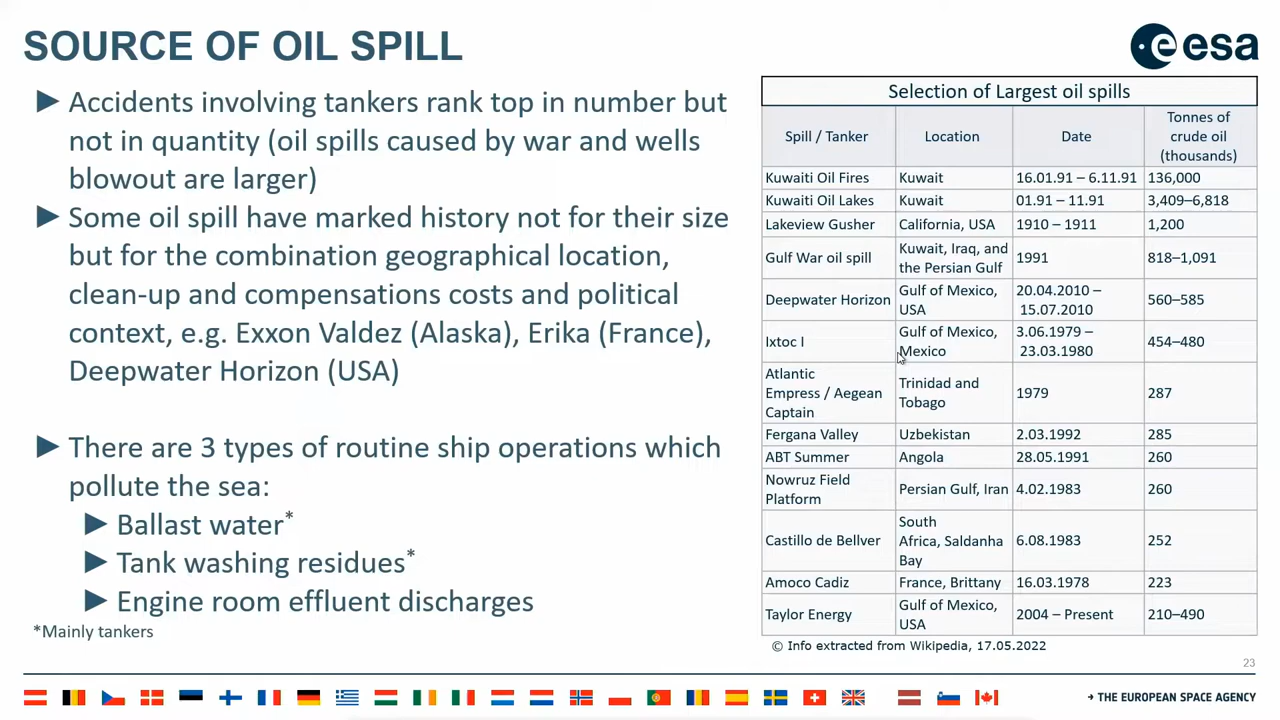 SOURCE OF OIL SPILL
esa
► Accidents involving tankers rank top in number but
not in quantity (oil spills caused by war and wells
blowout are larger)
► Some oil spill have marked history not for their size
but for the combination geographical location,
clean-up and compensations costs and political
context, e.g. Exxon Valdez (Alaska), Erika (France),
Deepwater Horizon (USA)
► There are 3 types of routine ship operations which
pollute the sea:
► Ballast water*
► Tank washing residues*
► Engine room effluent discharges
*Mainly tankers
Selection of Largest oil spills
Spill / Tanker Location Date Tonnes of crude oil (thousands)
Kuwaiti Oil Fires Kuwait 16.01.91 – 6.11.91 136,000
Kuwaiti Oil Lakes Kuwait 01.91 – 11.91 3,409–6,818
Lakeview Gusher California, USA 1910 – 1911 1,200
Gulf War oil spill Kuwait, Iraq, and the Persian Gulf 1991 818–1,091
Deepwater Horizon Gulf of Mexico, USA 20.04.2010 – 15.07.2010 560–585
Ixtoc I Gulf of Mexico, Mexico 3.06.1979 – 23.03.1980 454–480
Atlantic Empress / Aegean Captain Trinidad and Tobago 1979 287
Fergana Valley Uzbekistan 2.03.1992 285
ABT Summer Angola 28.05.1991 260
Nowruz Field Platform Persian Gulf, Iran 4.02.1983 260
Castillo de Bellver South Africa, Saldanha Bay 6.08.1983 252
Amoco Cadiz France, Brittany 16.03.1978 223
Taylor Energy Gulf of Mexico, USA 2004 – Present 210–490
© Info extracted from Wikipedia, 17.05.2022
23
→ THE EUROPEAN SPACE AGENCY